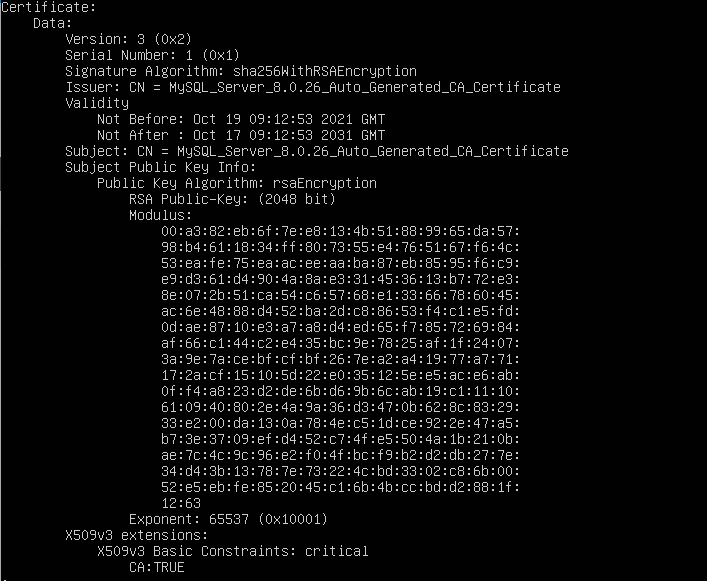 Certificate:
Data:
Version: 3 (0x2)
Serial Number: 1 (0x1)
Signature Algorithm: sha256WithRSAEncryption
Issuer: CN = MySQL_Server_8.0.26_Auto_Generated_CA_Certificate
Validity
Not Before: Oct 19 09:12:53 2021 GMT
Not After : Oct 17 09:12:53 2031 GMT
Subject: CN = MySQL_Server_8.0.26_Auto_Generated_CA_Certificate
Subject Public Key Info:
Public Key Algorithm: rsaEncryption
RSA Public-Key: (2048 bit)
Modulus:
00:a3:82:eb:6f:7e:e8:13:4b:51:88:99:65:da:57:
98:b4:61:18:34:ff:80:73:55:e4:76:51:67:f6:4c:
53:ea:fe:75:ea:ac:ee:aa:ba:87:eb:85:95:f6:c9:
e9:d3:61:d4:90:4a:8a:e3:31:45:36:13:b7:72:e3:
8e:07:2b:51:ca:54:c6:57:68:e1:33:66:78:60:45:
ac:6e:48:88:d4:52:ba:2d:c8:86:53:f4:c1:e5:fd:
0d:ae:87:10:e3:a7:a8:d4:ed:65:f7:85:72:69:84:
af:66:c1:44:c2:e4:35:bc:9e:78:25:af:1f:24:07:
3a:9e:7a:ce:bf:cf:bf:26:7e:a2:a4:19:77:a7:71:
17:2a:cf:15:10:5d:22:e0:35:12:5e:e5:ac:e6:ab:
0f:f4:a8:23:d2:de:6b:d6:9b:6c:ab:19:c1:11:10:
61:09:40:80:2e:4a:9a:36:d3:47:0b:62:8c:83:29:
33:e2:00:da:13:0a:78:4e:c5:1d:ce:92:2e:47:a5:
b7:3e:37:09:ef:d4:52:c7:4f:e5:50:4a:1b:21:0b:
ae:7c:4c:9c:96:e2:f0:4f:bc:f9:b2:d2:db:27:7e:
34:d4:3b:13:78:7e:73:22:4c:bd:33:02:c8:6b:00:
52:e5:eb:fe:85:20:45:c1:6b:4b:cc:bd:d2:88:1f:
12:63
Exponent: 65537 (0x10001)
X509v3 extensions:
X509v3 Basic Constraints: critical
CA:TRUE